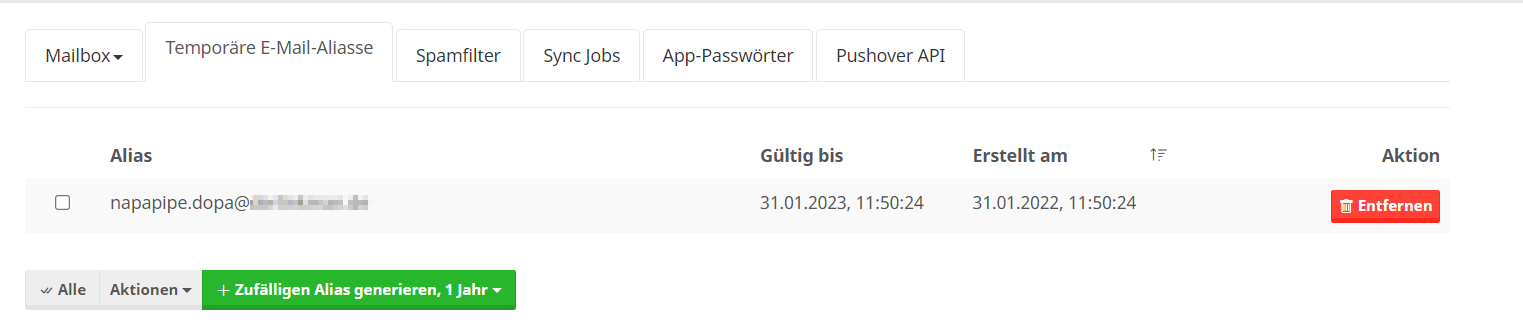 Mailbox
Temporäre E-Mail-Aliasse
Spamfilter
Sync Jobs
App-Passwörter
Pushover API
Alias Gültig bis Erstellt am Aktion
napapipe.dopa@ 31.01.2023, 11:50:24 31.01.2022, 11:50:24 Entfernen
Alle Aktionen + Zufälligen Alias generieren, 1 Jahr